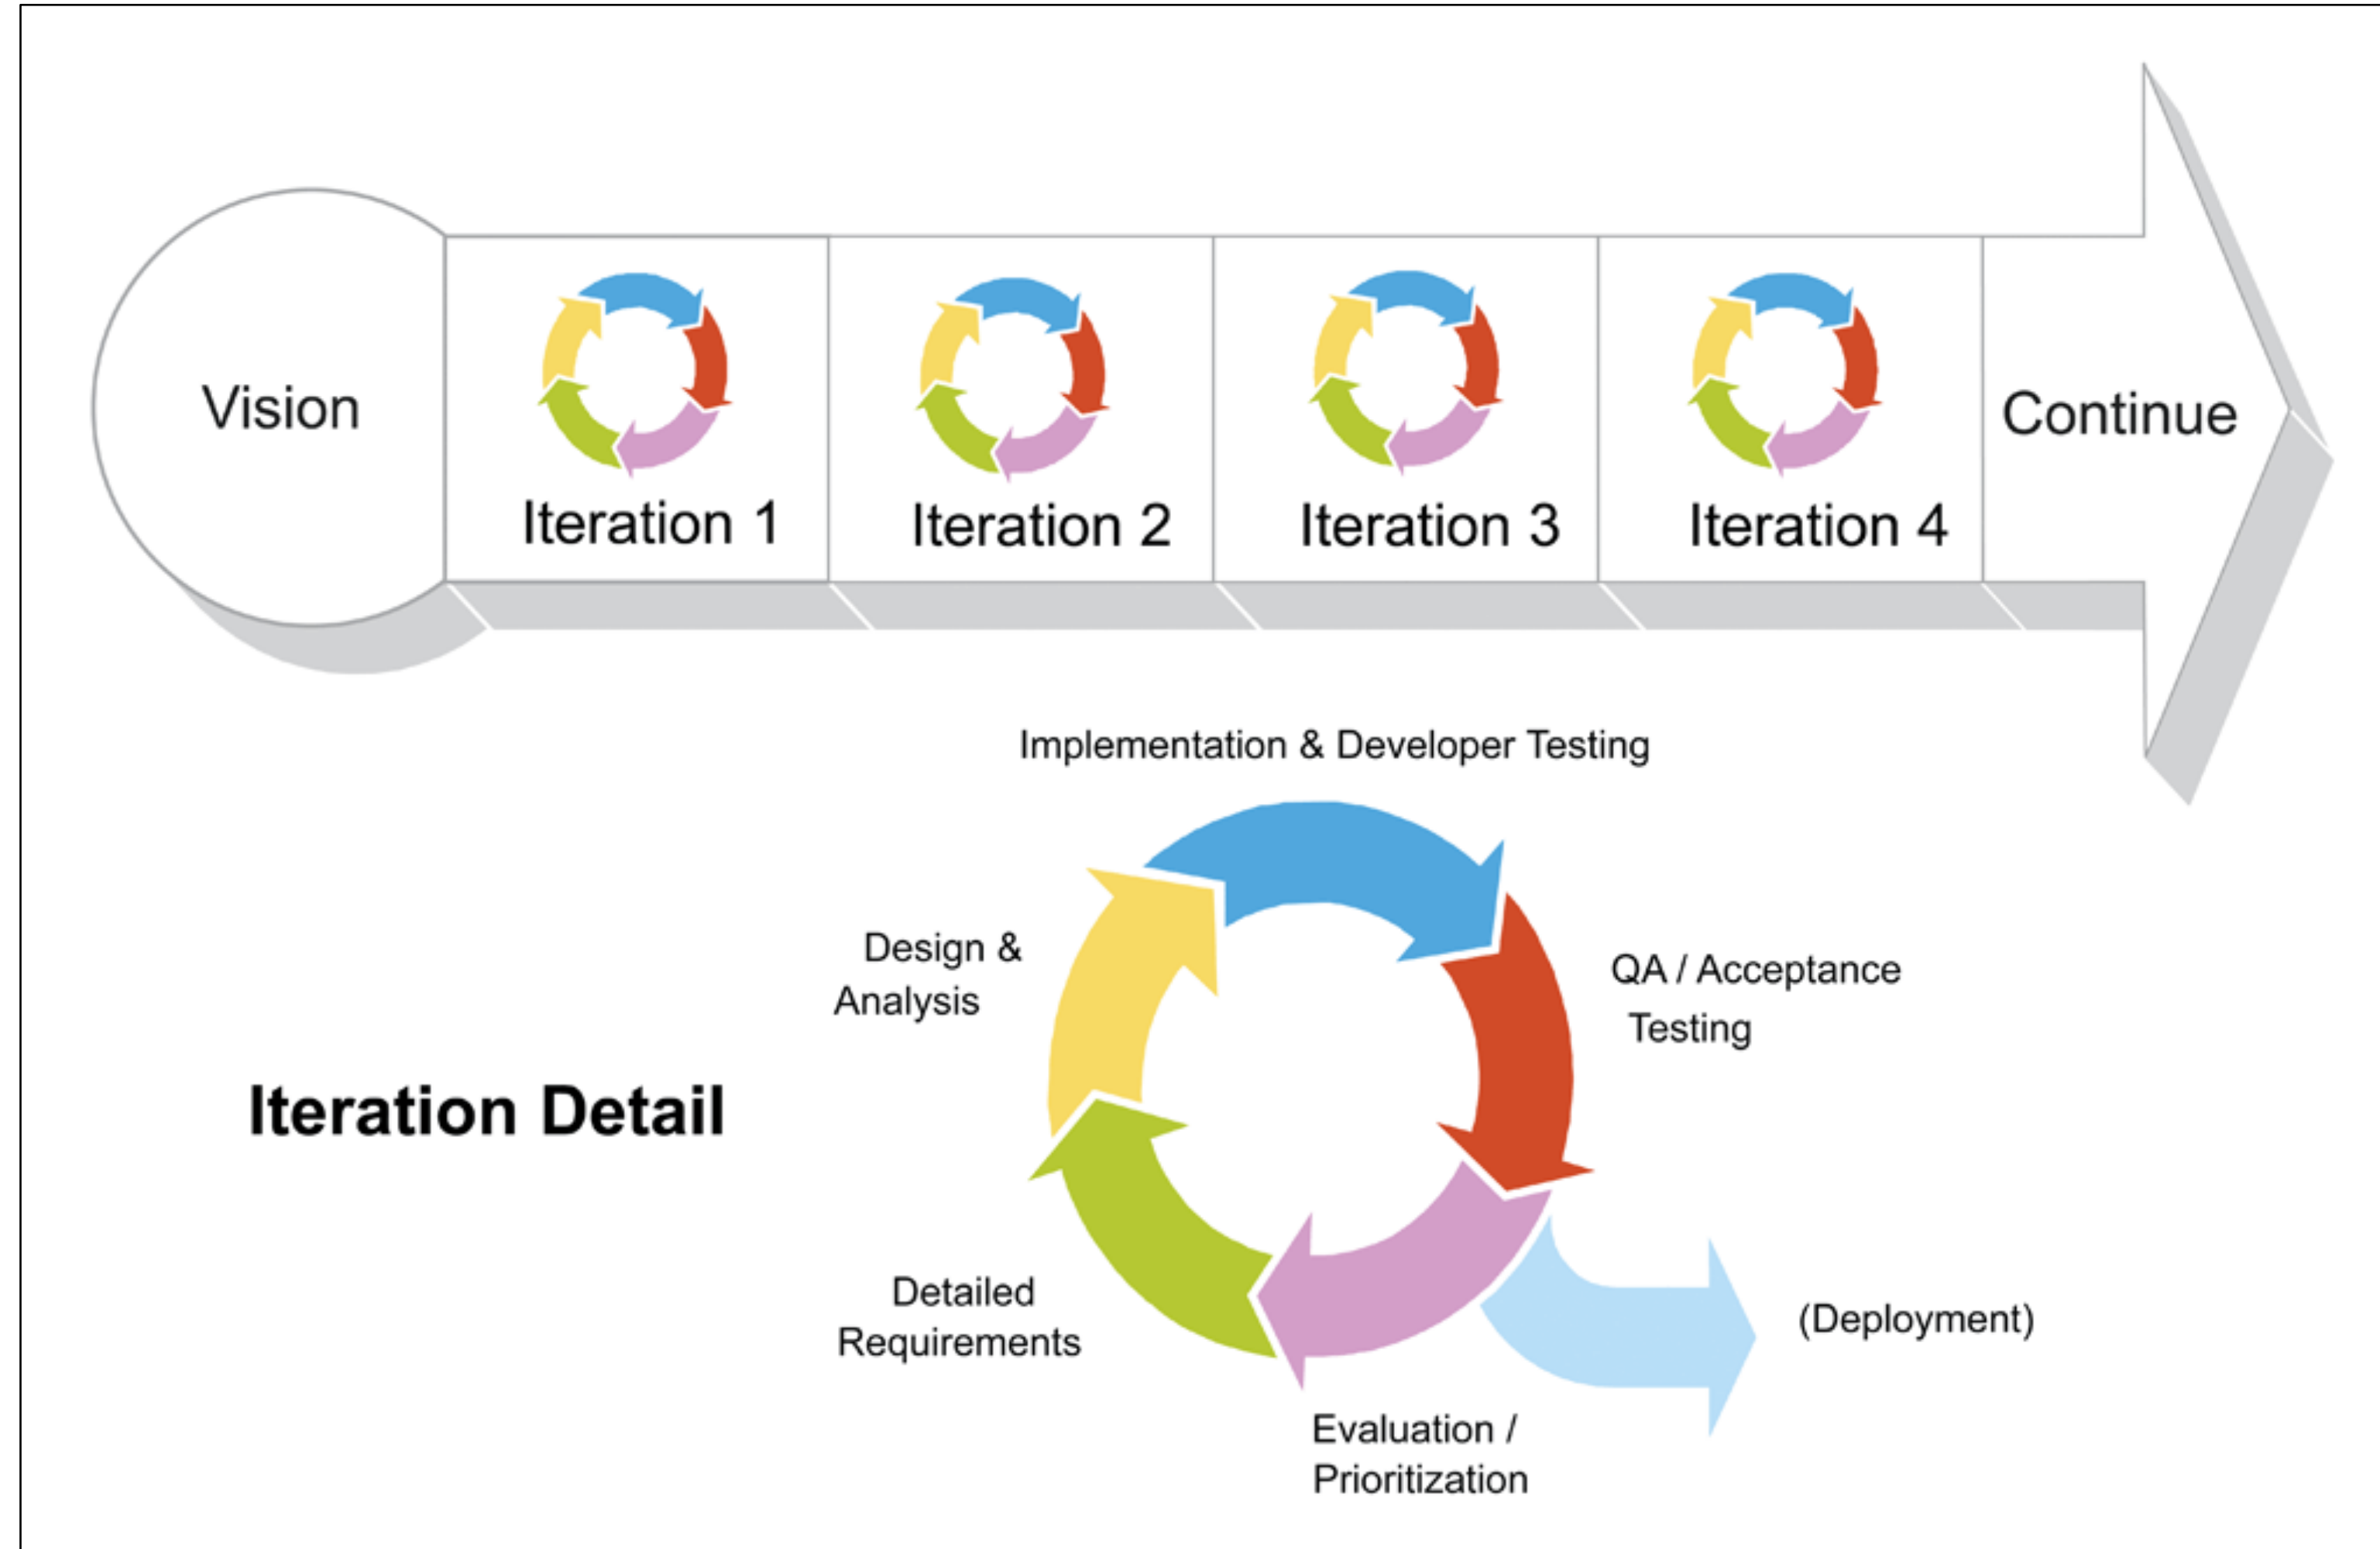 Vision
Iteration 1
Iteration 2
Iteration 3
Iteration 4
Continue
Implementation & Developer Testing
Design &
Analysis
QA / Acceptance
Testing
Iteration Detail
Detailed
Requirements
(Deployment)
Evaluation /
Prioritization